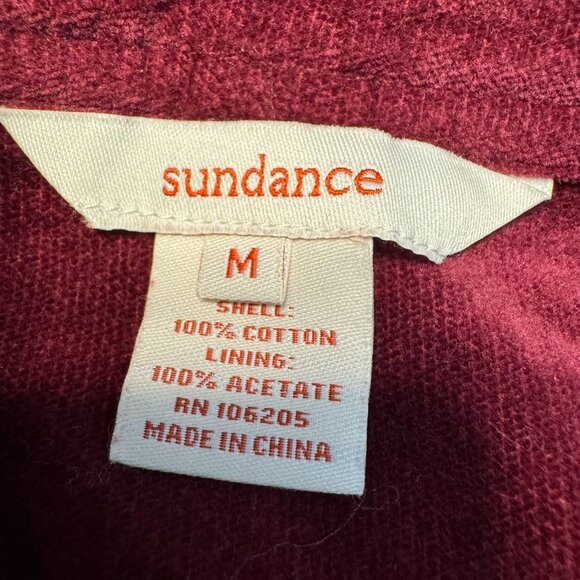 sundance
M
SHELL:
100% COTTON
LINING:
100% ACETATE
RN 106205
MADE IN CHINA